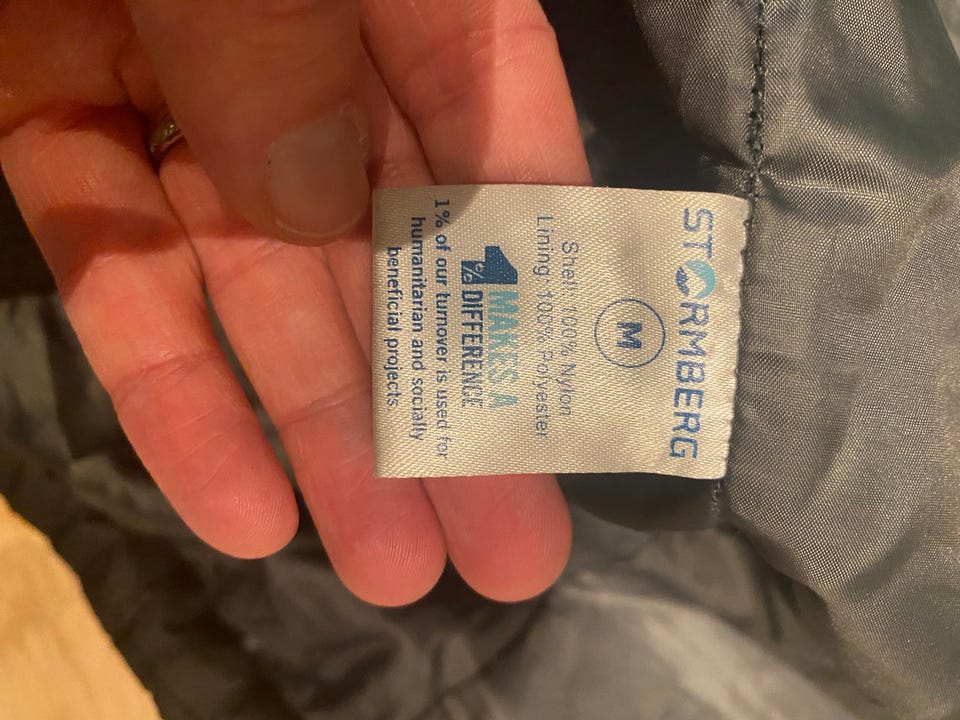 STORMBERG
M
Shell: 100% Nylon
Lining: 100% Polyester
1 MAKES A
% DIFFERENCE
1% of our turnover is used for
humanitarian and socially
beneficial projects.